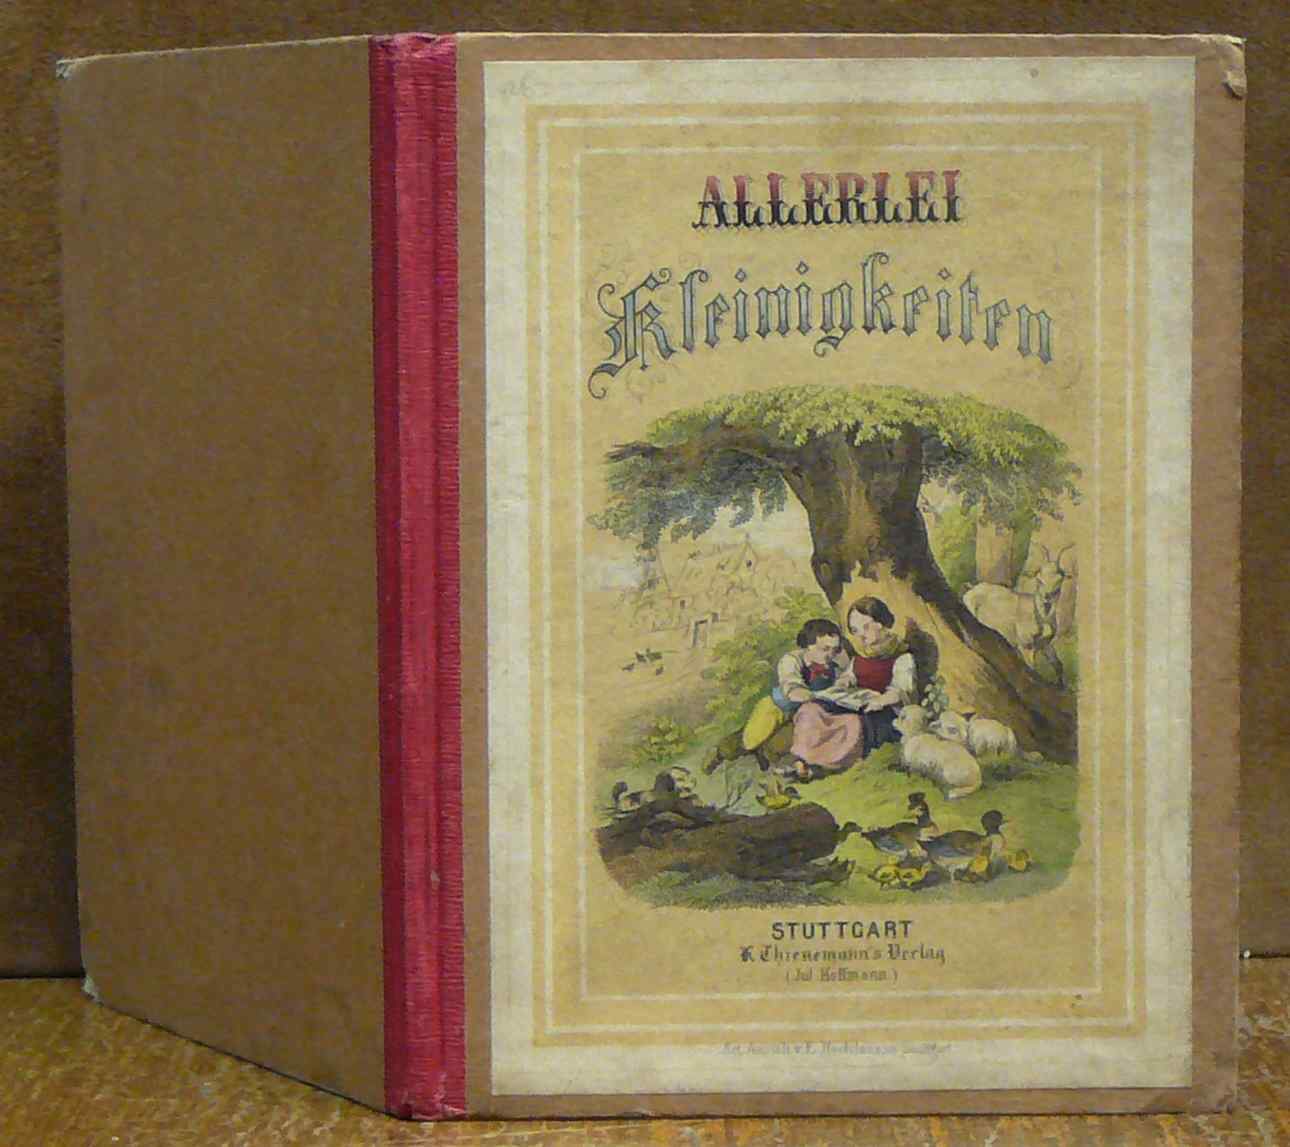 ALLERLEI
Kleinigkeiten
STUTTGART
K. Thienemann's Verlag
(Jul. Hoffmann.)